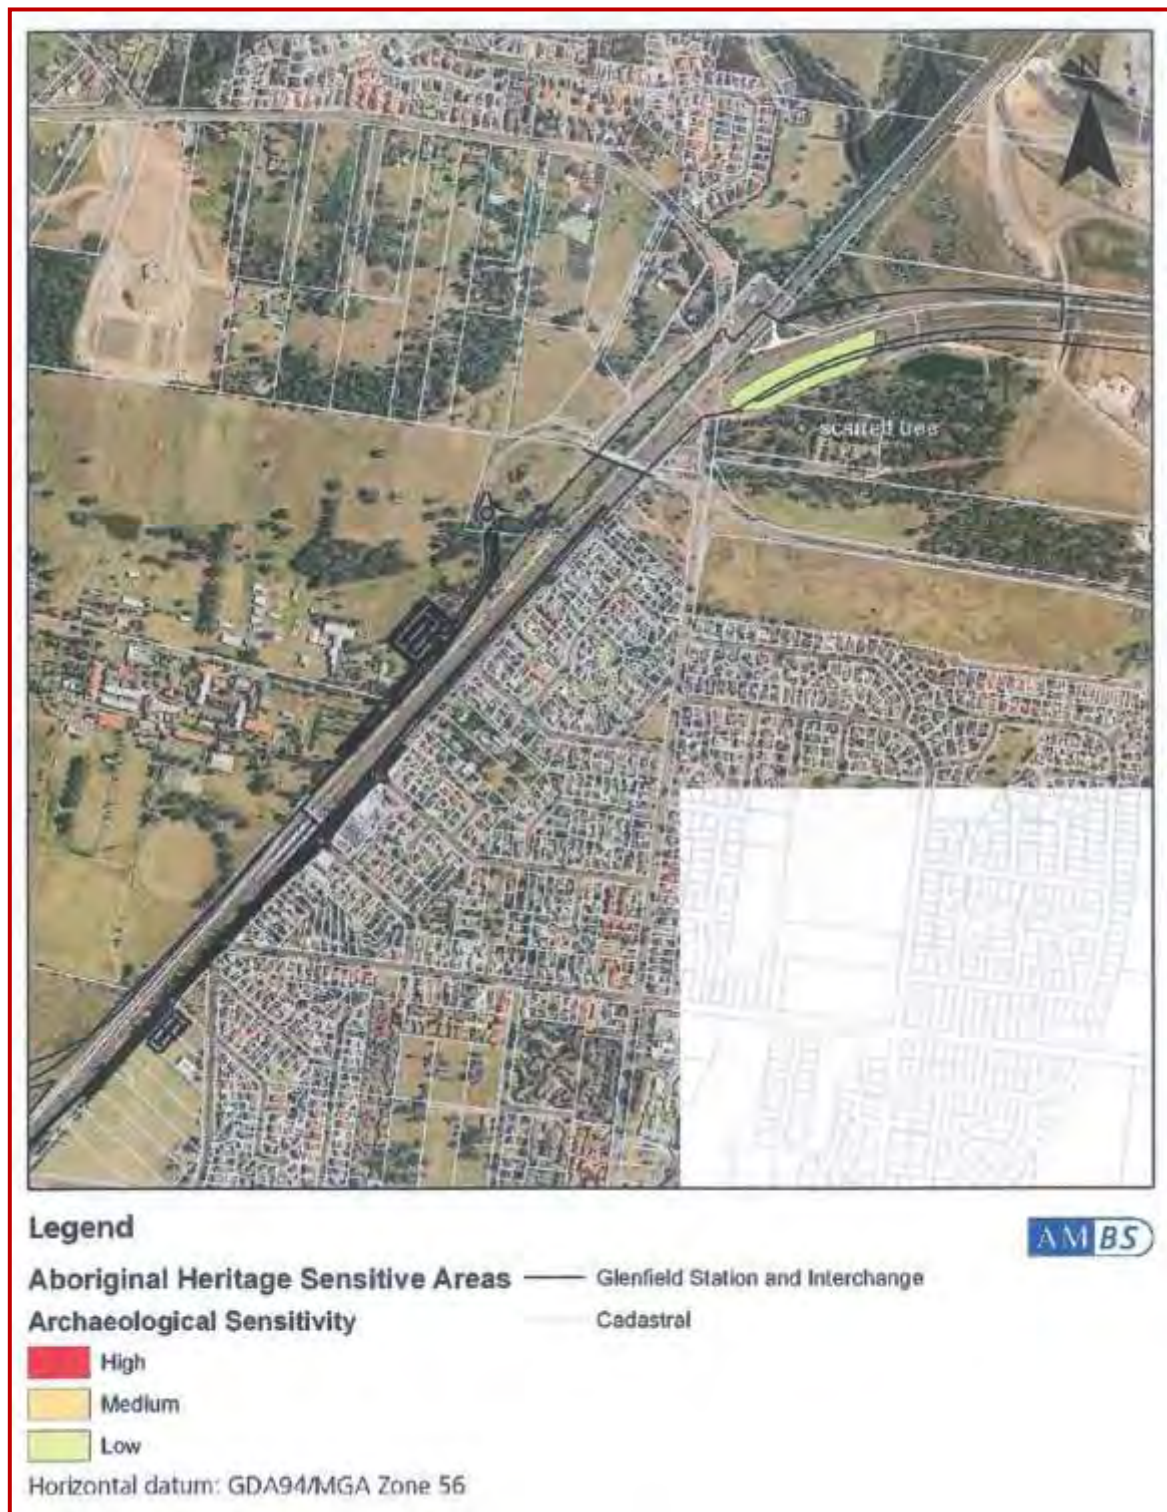 N
scarred tree
Legend
AMBS
Aboriginal Heritage Sensitive Areas
Glenfield Station and Interchange
Archaeological Sensitivity
Cadastral
High
Medium
Low
Horizontal datum: GDA94/MGA Zone 56